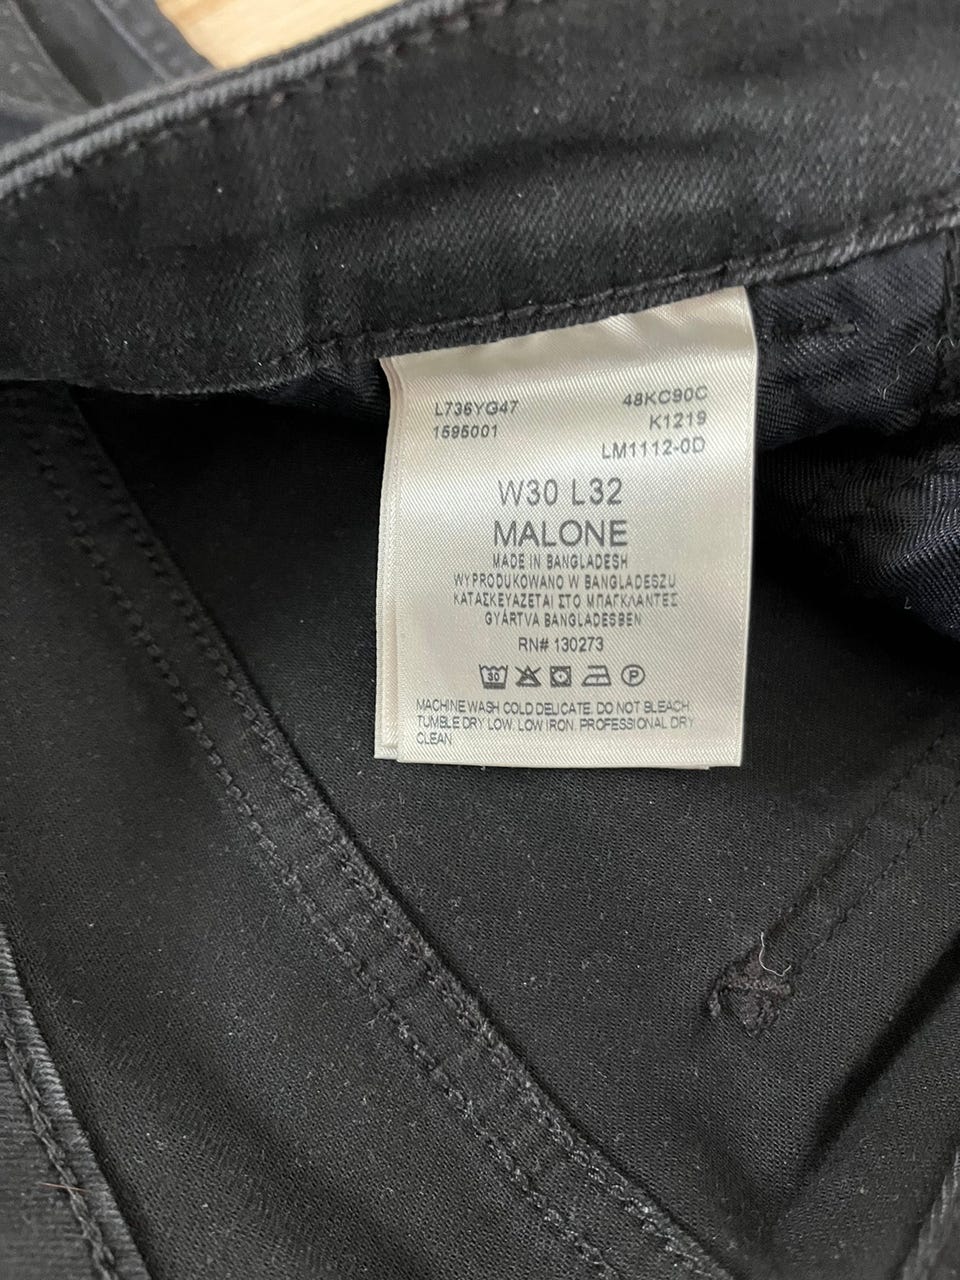 L736YG47 48KC90C
1595001 K1219
LM1112-0D
W30 L32
MALONE
MADE IN BANGLADESH
WYPRODUKOWANO W BANGLADESZU
ΚΑΤΑΣΚΕΥΑΖΕΤΑΙ ΣΤΟ ΜΠΑΓΚΛΑΝΤΕΣ
GYÁRTVA BANGLADESBEN
RN# 130273
30 P
MACHINE WASH COLD DELICATE. DO NOT BLEACH.
TUMBLE DRY LOW. LOW IRON. PROFESSIONAL DRY
CLEAN